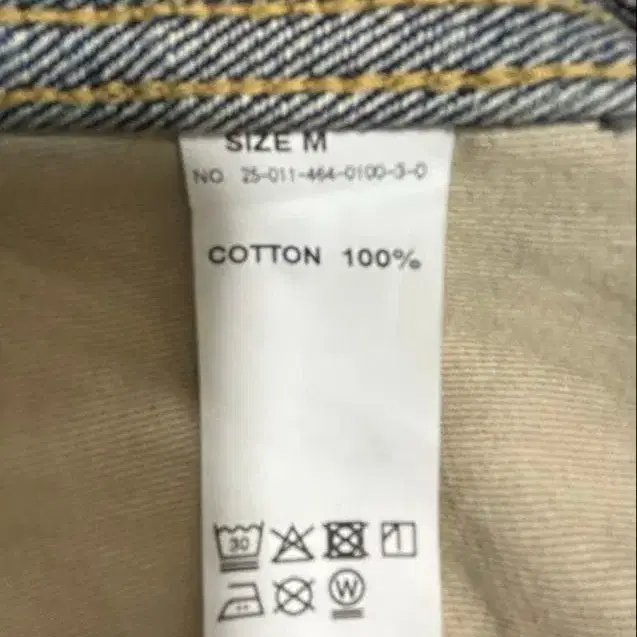 SIZE M
NO 25-011-464-0100-3-0
COTTON 100%
30
W